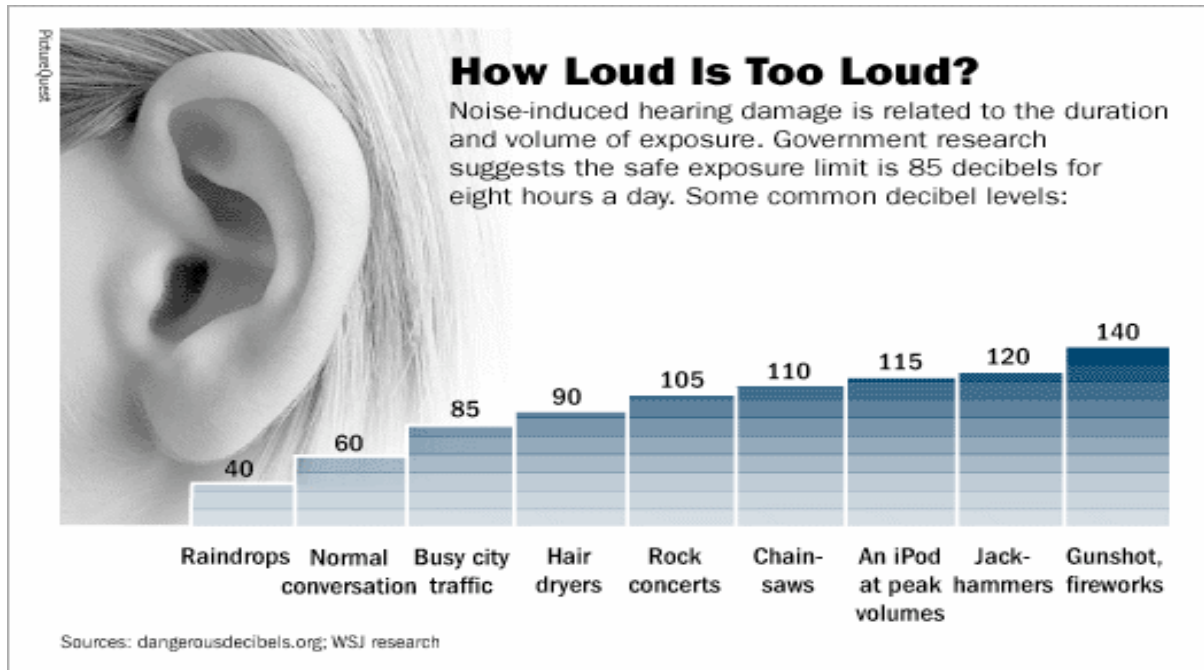 PictureQuest
How Loud Is Too Loud?
Noise-induced hearing damage is related to the duration
and volume of exposure. Government research
suggests the safe exposure limit is 85 decibels for
eight hours a day. Some common decibel levels:
40
60
85
90
105
110
115
120
140
Raindrops
Normal
conversation
Busy city
traffic
Hair
dryers
Rock
concerts
Chain-
saws
An iPod
at peak
volumes
Jack-
hammers
Gunshot,
fireworks
Sources: dangerousdecibels.org; WSJ research